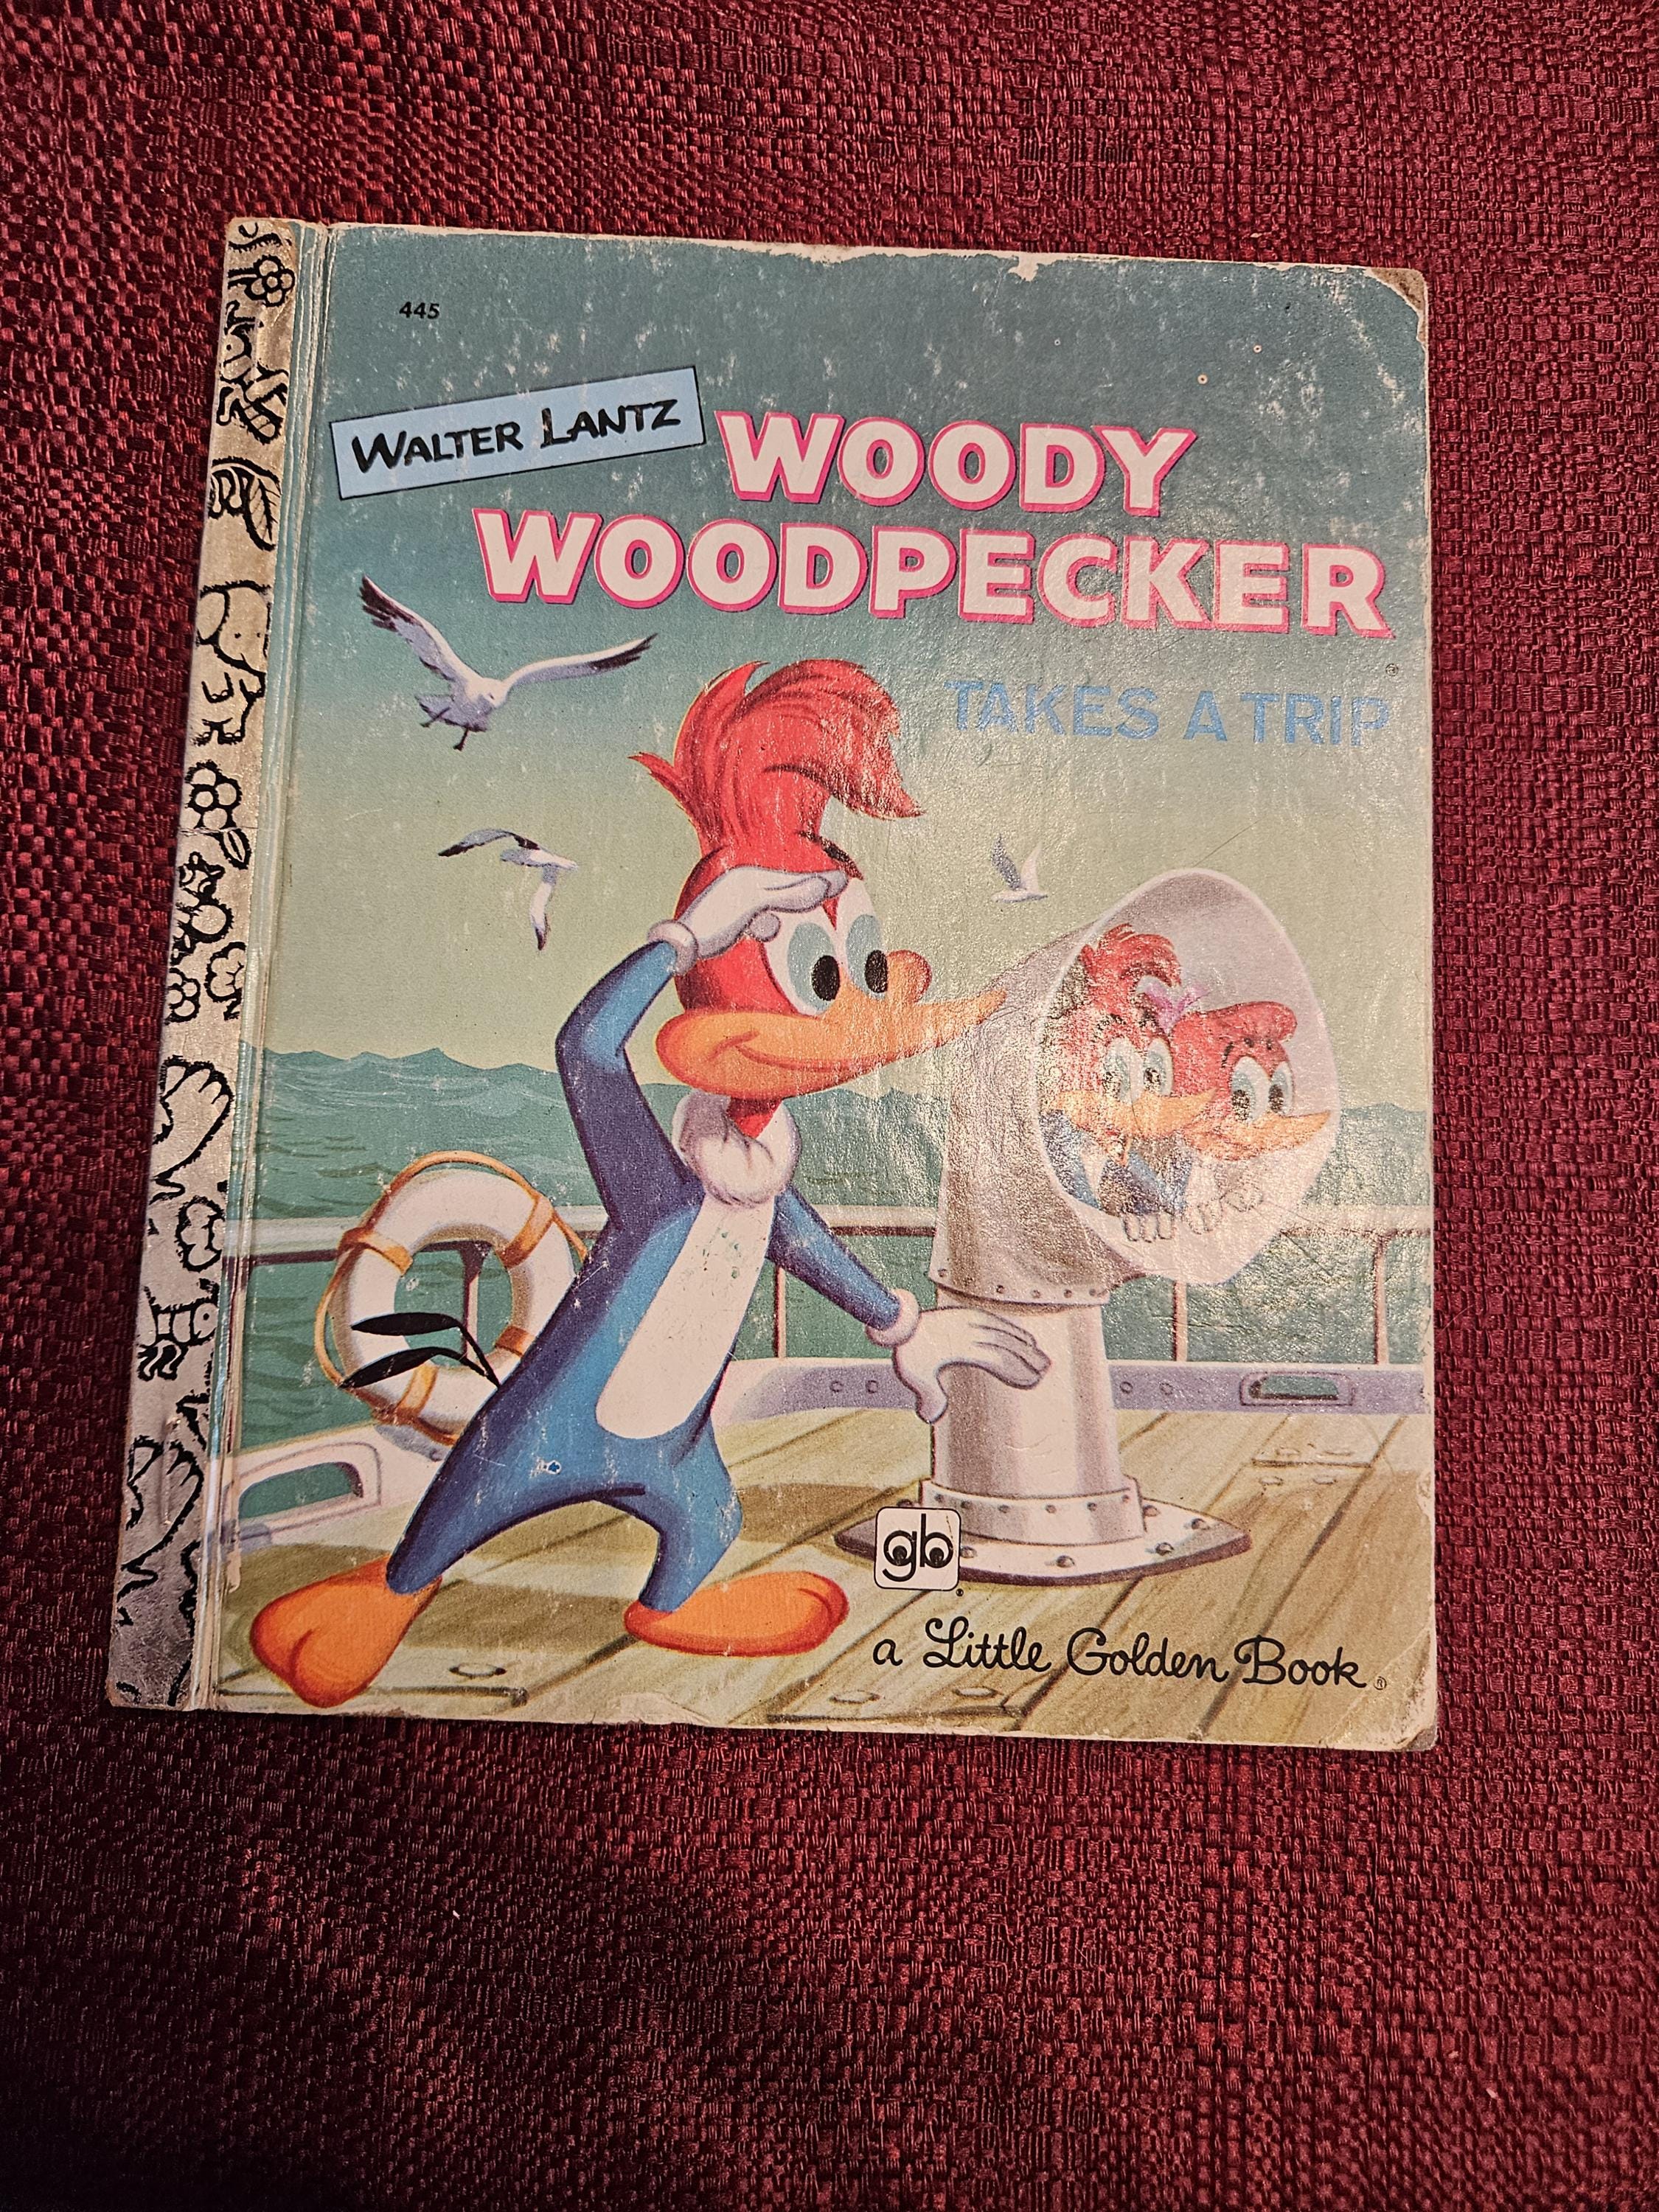 445
WALTER LANTZ
WOODY
WOODPECKER
®
TAKES A TRIP
gb
a Little Golden Book®